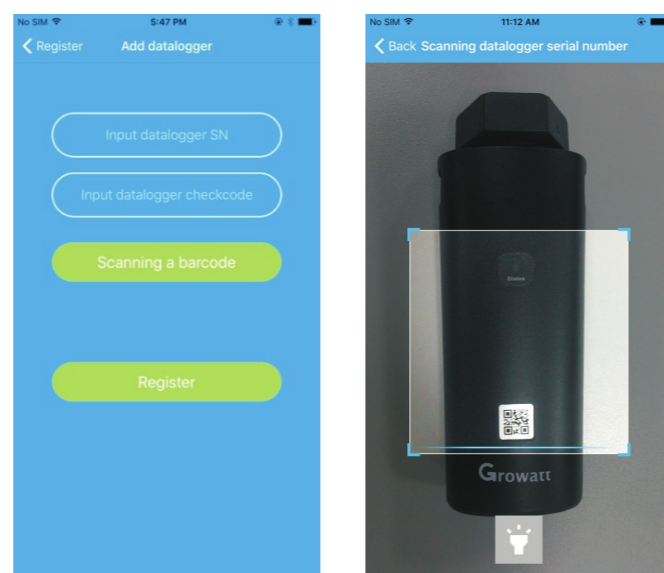 No SIM 5:47 PM
Register Add datalogger
Input datalogger SN
Input datalogger checkcode
Scanning a barcode
Register
No SIM 11:12 AM
Back Scanning datalogger serial number
Status
Growatt